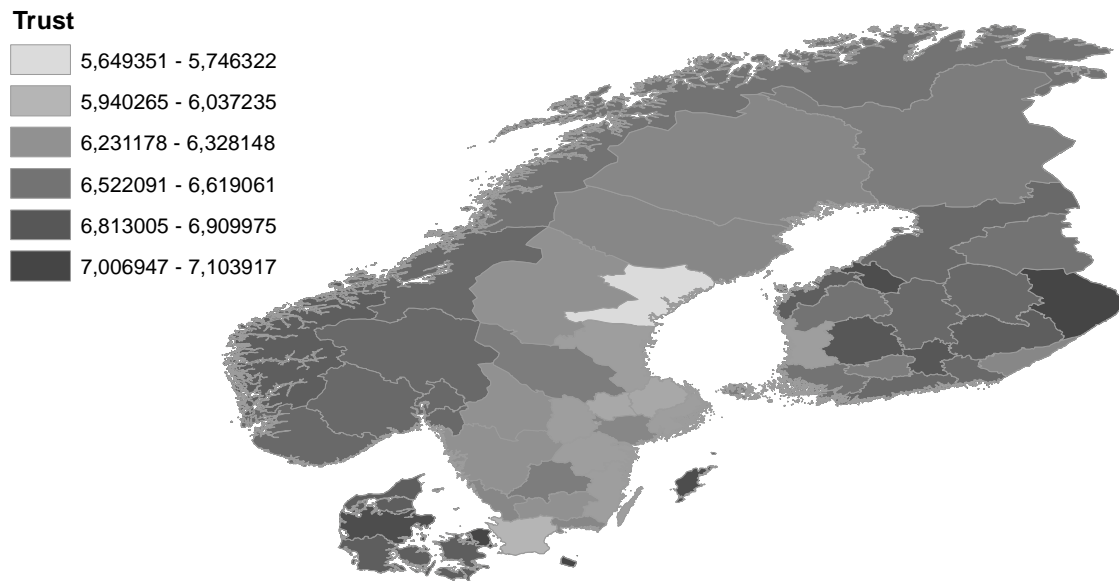 Trust
5,649351 - 5,746322
5,940265 - 6,037235
6,231178 - 6,328148
6,522091 - 6,619061
6,813005 - 6,909975
7,006947 - 7,103917